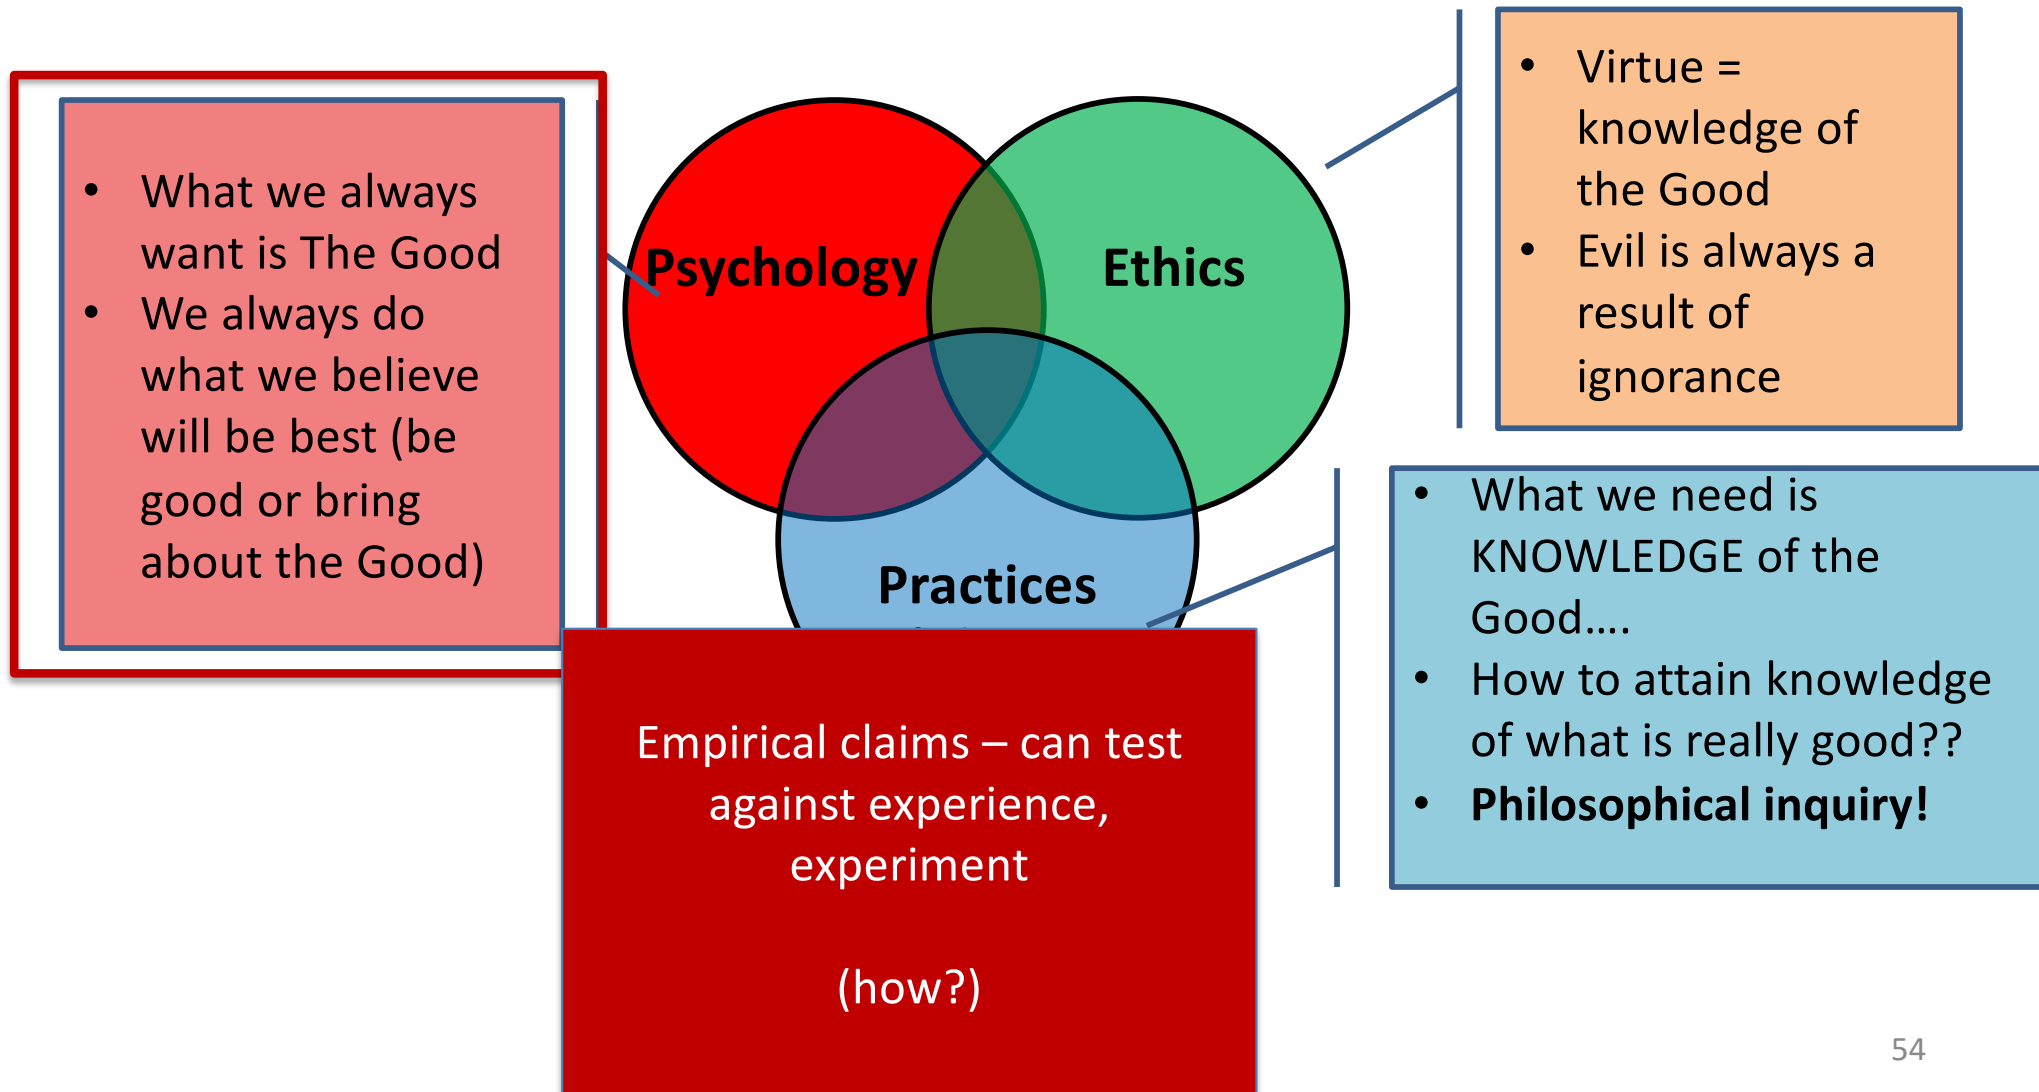 • What we always
want is The Good
• We always do
what we believe
will be best (be
good or bring
about the Good)
Psychology
Ethics
Practices
• Virtue =
knowledge of
the Good
• Evil is always a
result of
ignorance
• What we need is
KNOWLEDGE of the
Good....
• How to attain knowledge
of what is really good??
• Philosophical inquiry!
Empirical claims – can test
against experience,
experiment
(how?)
54